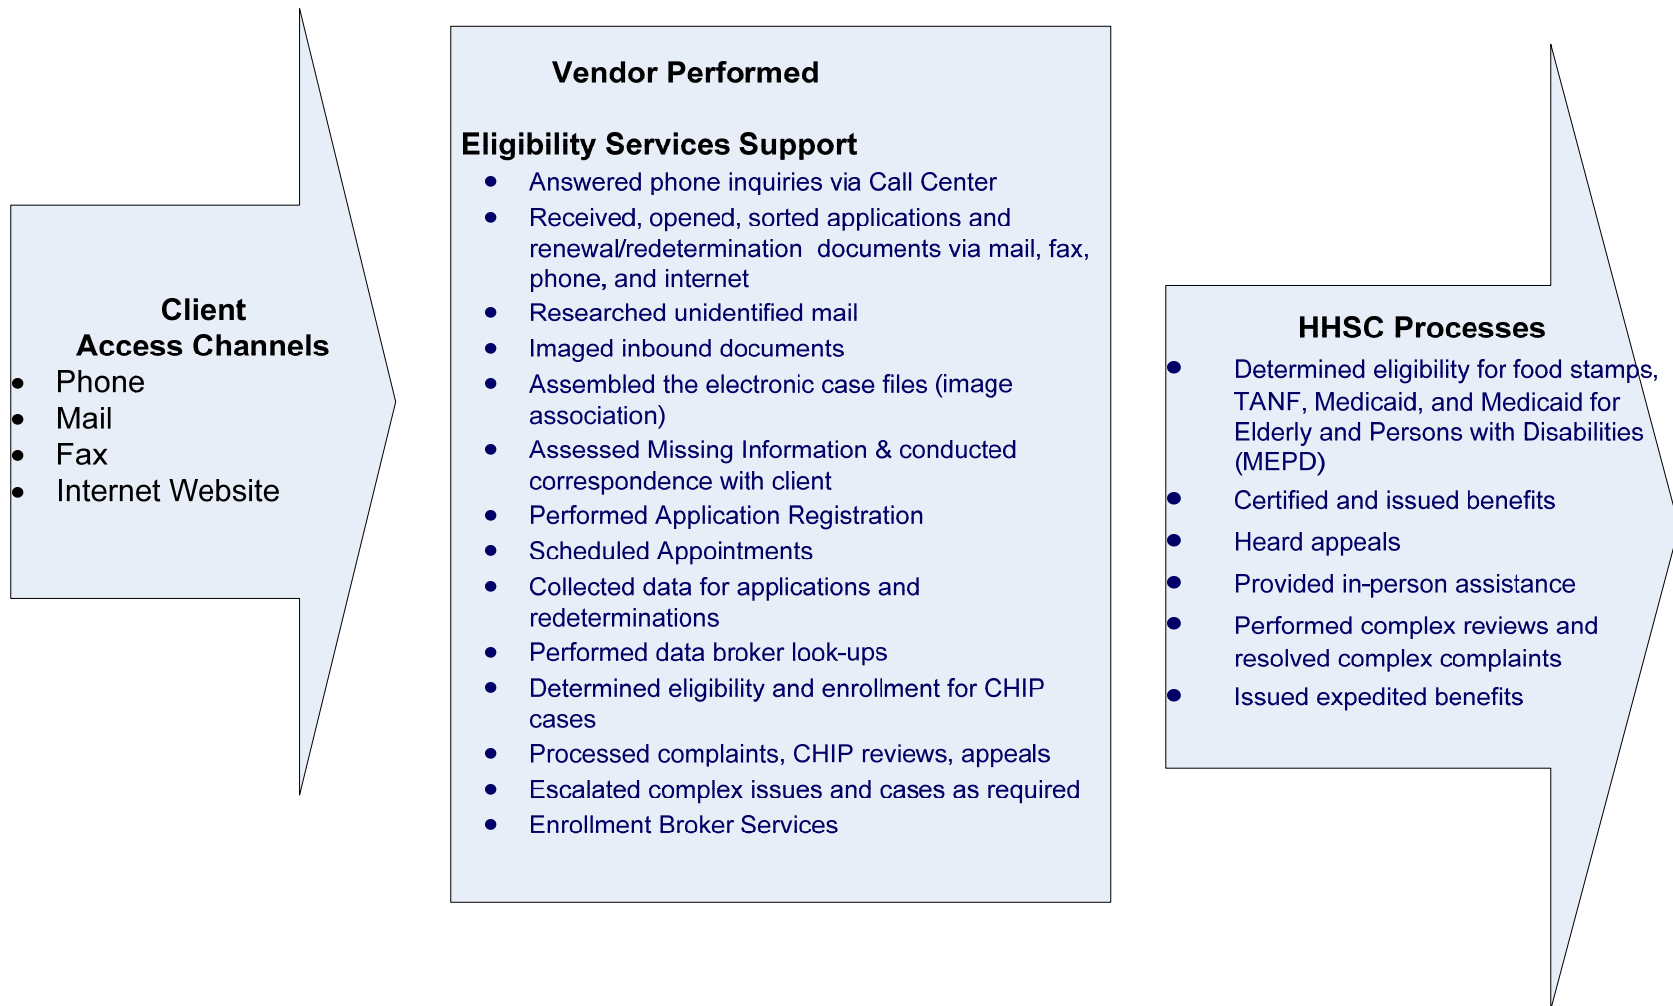 Client
Access Channels
• Phone
• Mail
• Fax
• Internet Website
Vendor Performed
Eligibility Services Support
• Answered phone inquiries via Call Center
• Received, opened, sorted applications and
renewal/redetermination documents via mail, fax,
phone, and internet
• Researched unidentified mail
• Imaged inbound documents
• Assembled the electronic case files (image
association)
• Assessed Missing Information & conducted
correspondence with client
• Performed Application Registration
• Scheduled Appointments
• Collected data for applications and
redeterminations
• Performed data broker look-ups
• Determined eligibility and enrollment for CHIP
cases
• Processed complaints, CHIP reviews, appeals
• Escalated complex issues and cases as required
• Enrollment Broker Services
HHSC Processes
• Determined eligibility for food stamps,
TANF, Medicaid, and Medicaid for
Elderly and Persons with Disabilities
(MEPD)
• Certified and issued benefits
• Heard appeals
• Provided in-person assistance
• Performed complex reviews and
resolved complex complaints
• Issued expedited benefits